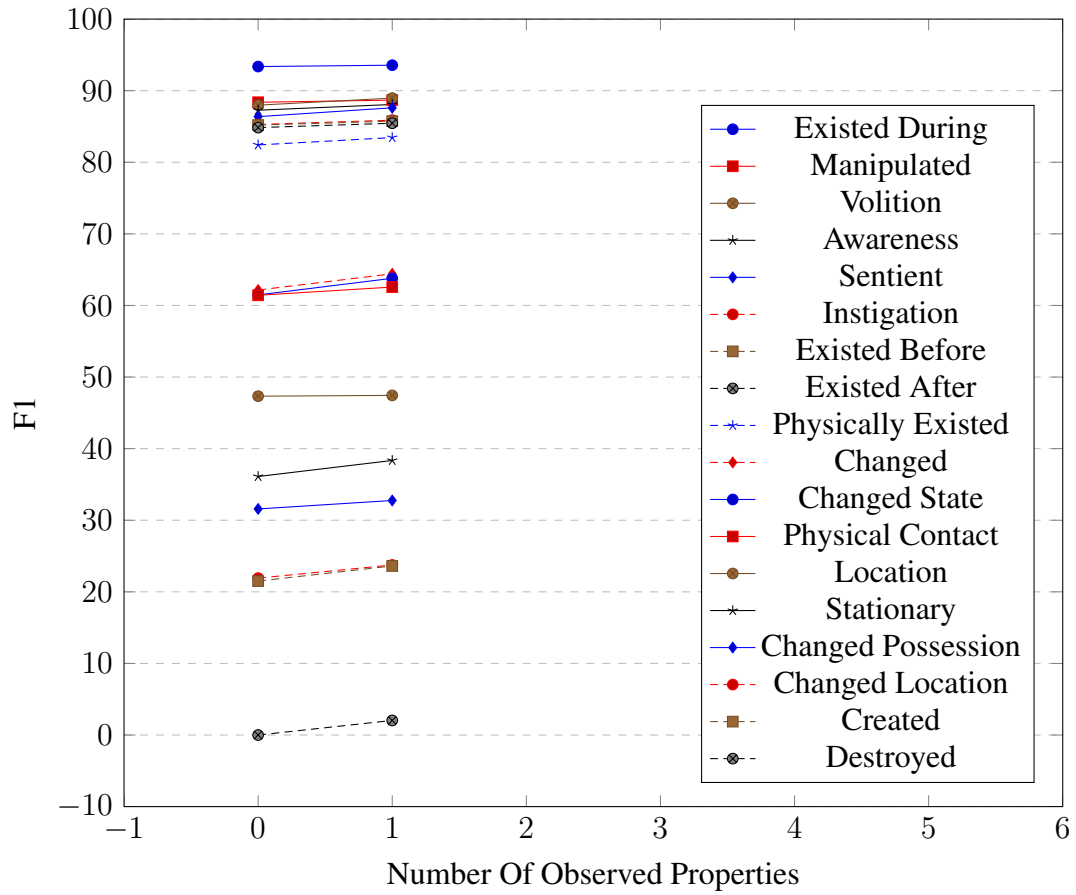 100
90
80
70
60
50
40
30
20
10
0
−10
−1 0 1 2 3 4 5 6
F1
Number Of Observed Properties
Existed During
Manipulated
Volition
Awareness
Sentient
Instigation
Existed Before
Existed After
Physically Existed
Changed
Changed State
Physical Contact
Location
Stationary
Changed Possession
Changed Location
Created
Destroyed